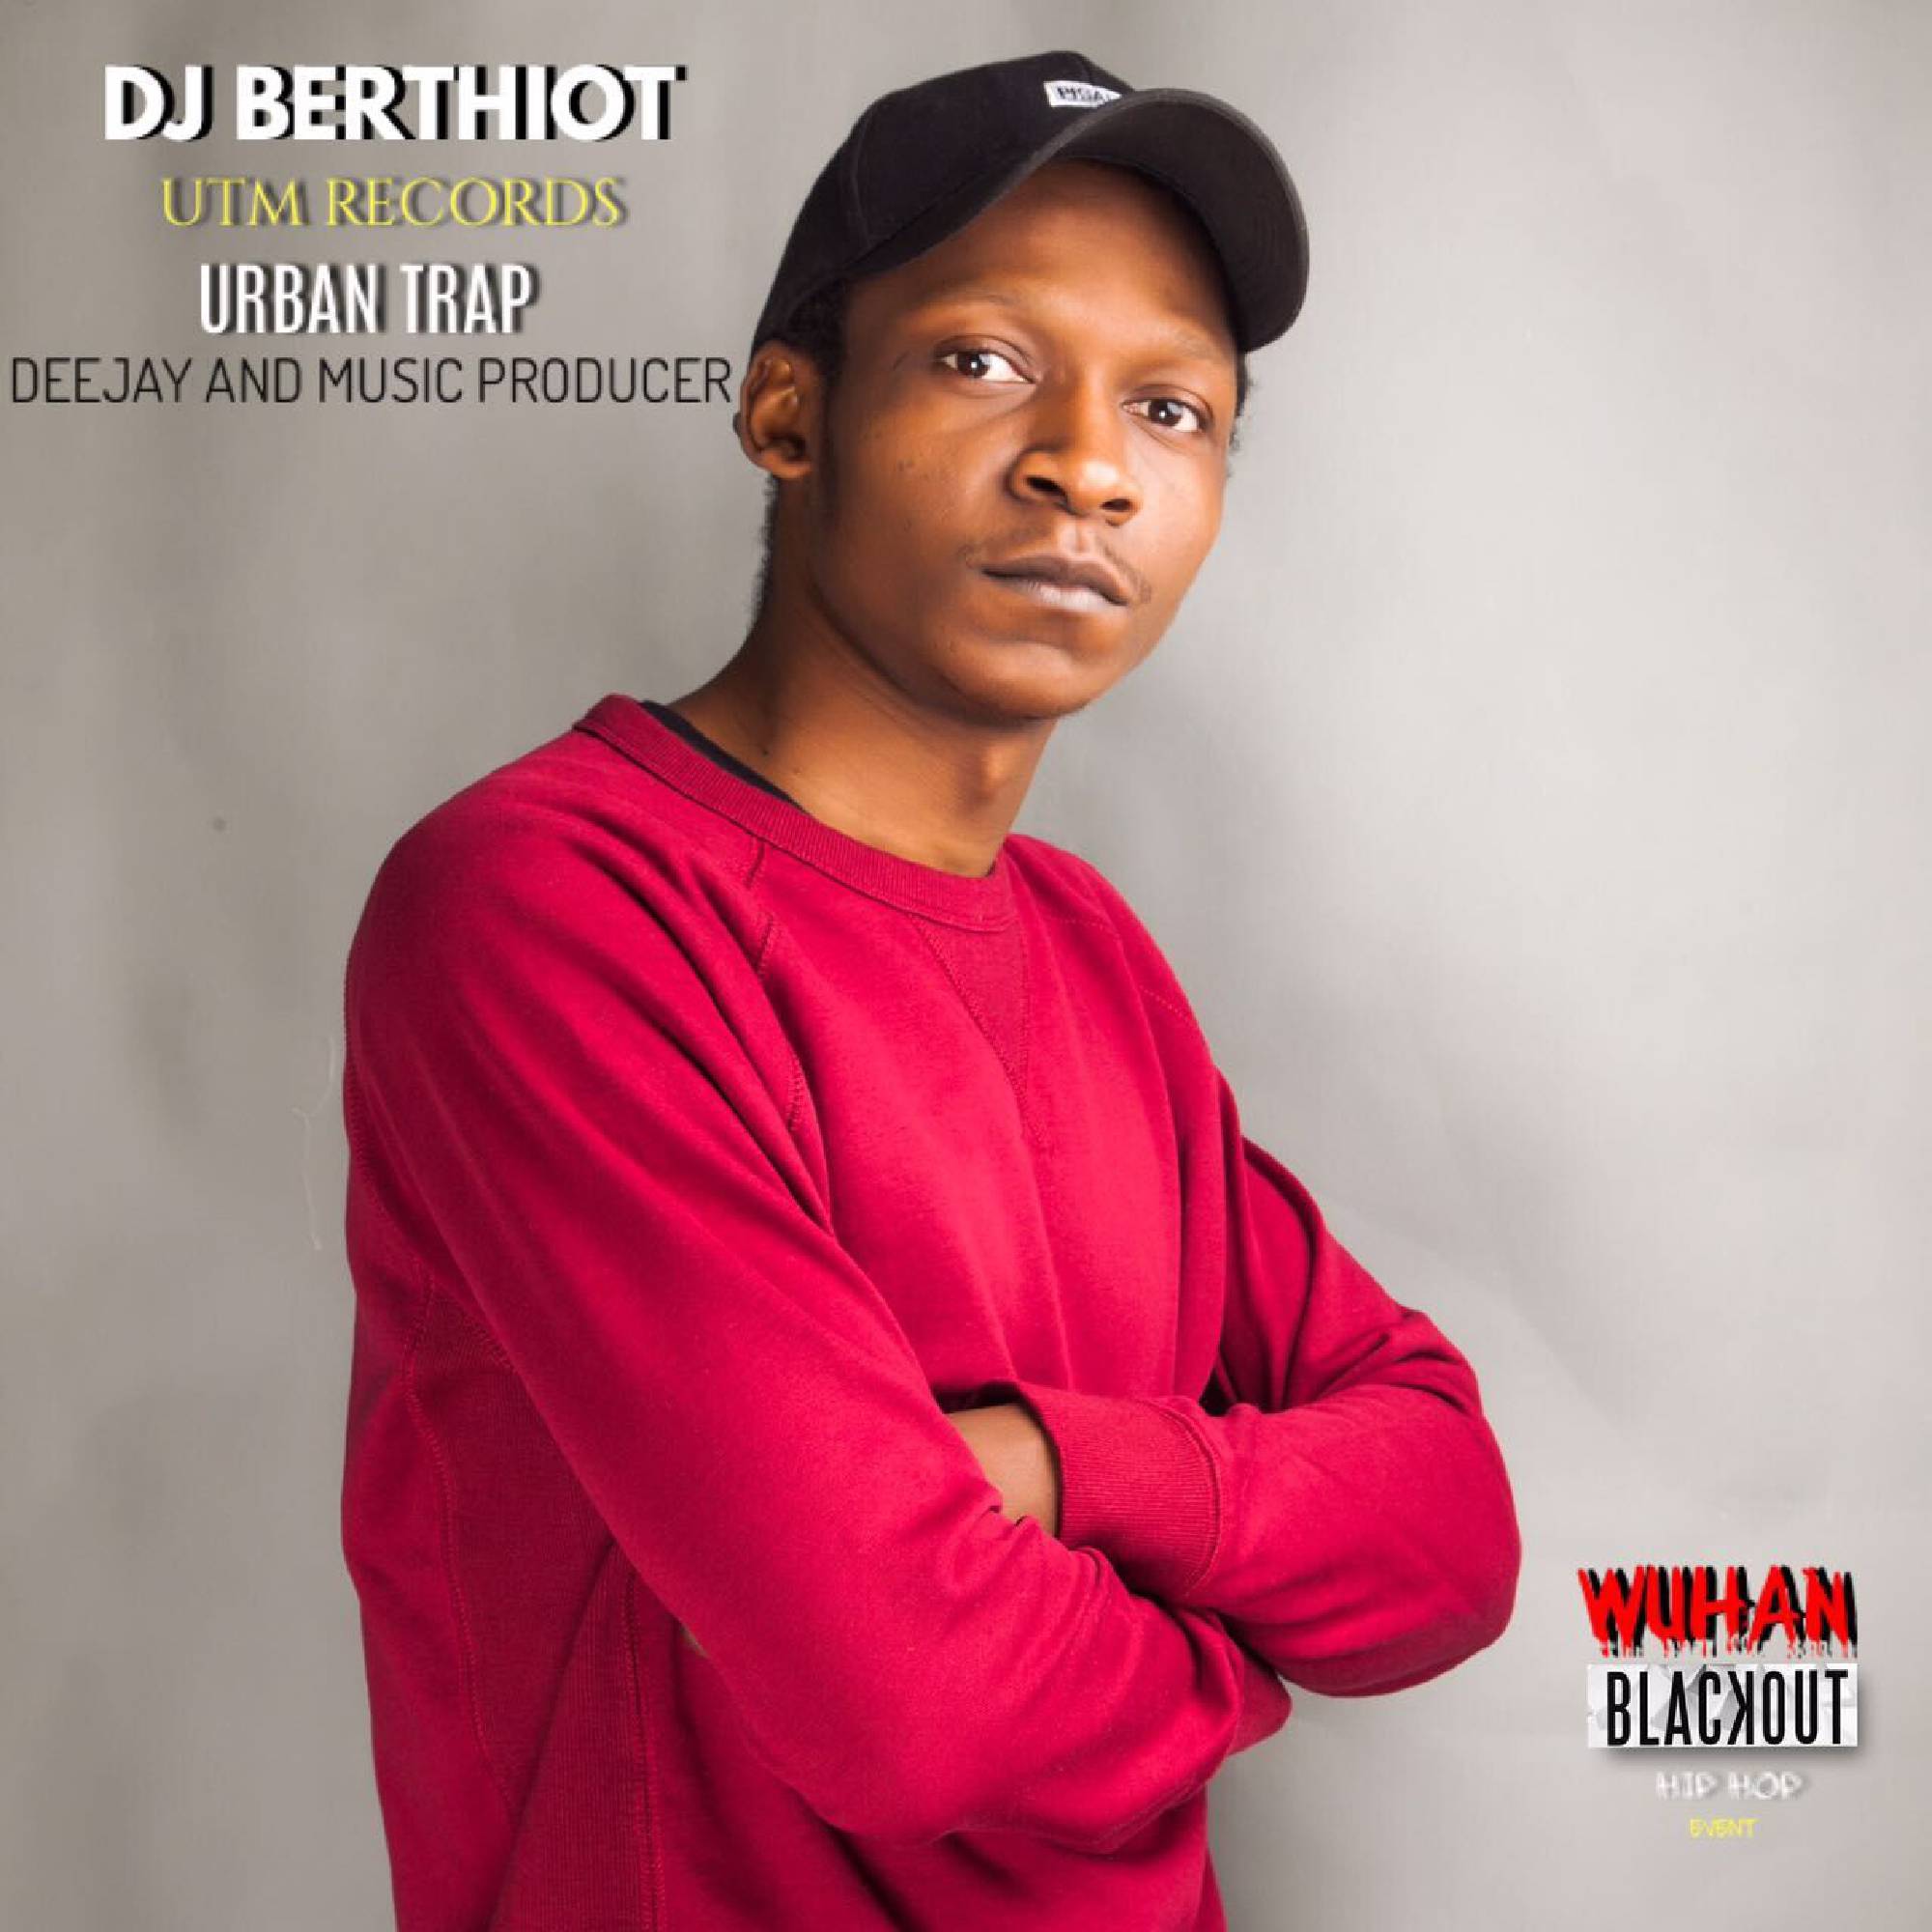 DJ BERTHIOT
UTM RECORDS
URBAN TRAP
DEEJAY AND MUSIC PRODUCER
WUHAN
BLACKOUT
HIP HOP
EVENT